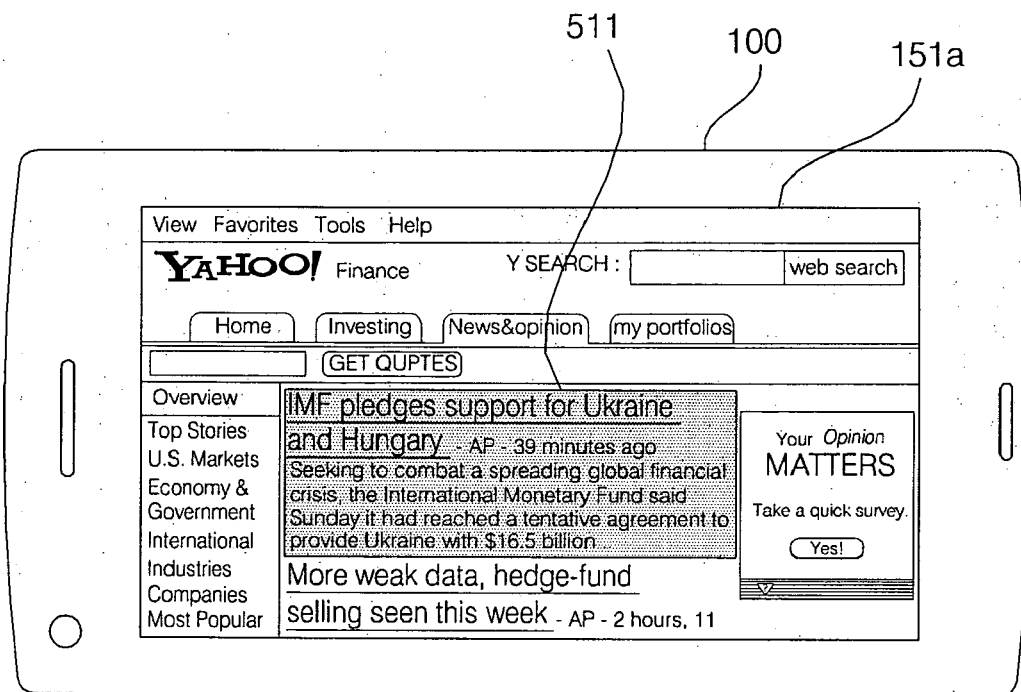 511
100
151a
View Favorites Tools Help
YAHOO! Finance Y SEARCH : web search
Home Investing News&opinion my portfolios
GET QUPTES
Overview
Top Stories
U.S. Markets
Economy &
Government
International
Industries
Companies
Most Popular
IMF pledges support for Ukraine
and Hungary - AP - 39 minutes ago
Seeking to combat a spreading global financial
crisis, the International Monetary Fund said
Sunday it had reached a tentative agreement to
provide Ukraine with $16.5 billion...
More weak data, hedge-fund
selling seen this week - AP - 2 hours, 11
Your Opinion
MATTERS
Take a quick survey.
Yes!